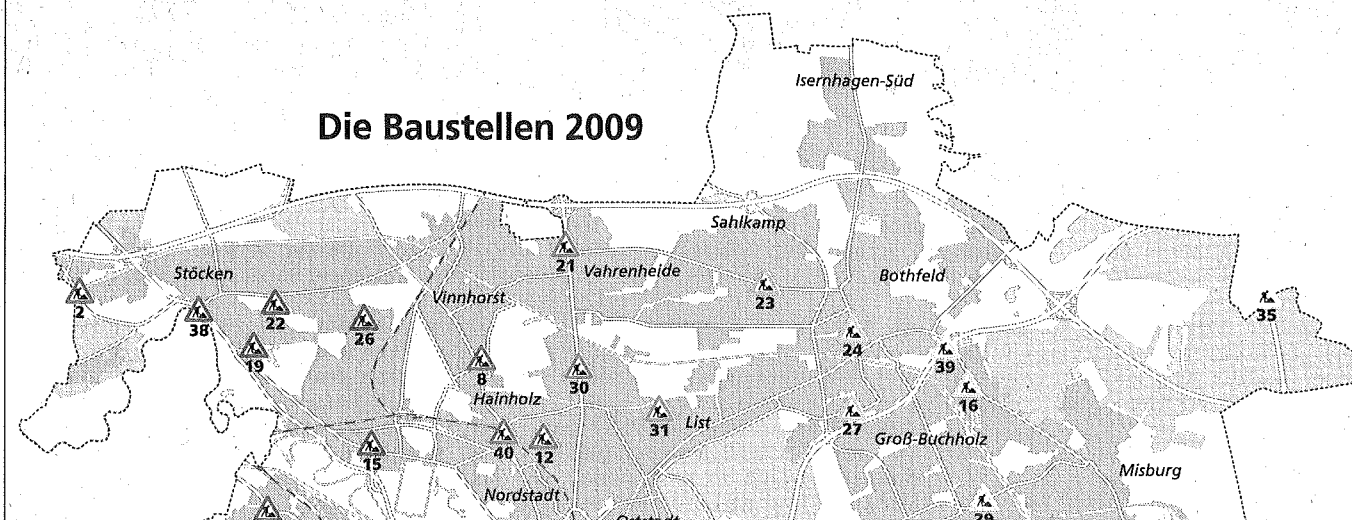 Isernhagen-Süd
Die Baustellen 2009
Sahlkamp
Stöcken
21
Vahrenheide
Bothfeld
2
Vinnhorst
23
35
38
22
26
24
19
8
30
39
Hainholz
16
31
List
27
Groß-Buchholz
15
40
12
Misburg
Nordstadt
29